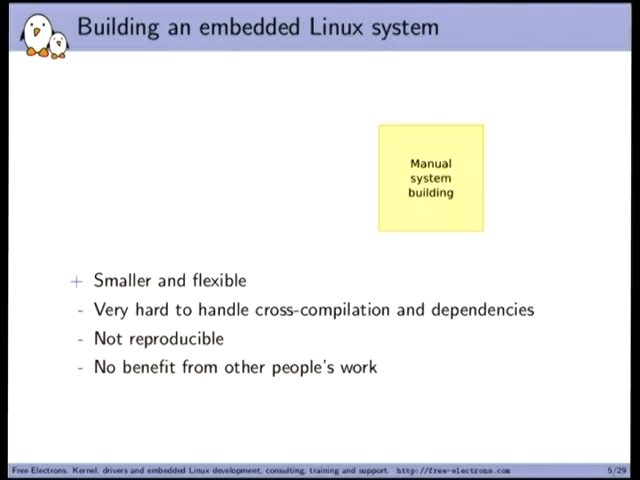 Building an embedded Linux system
Manual
system
building
+ Smaller and flexible
- Very hard to handle cross-compilation and dependencies
- Not reproducible
- No benefit from other people's work
Free Electrons. Kernel, drivers and embedded Linux development, consulting, training and support. http://free-electrons.com 5/29